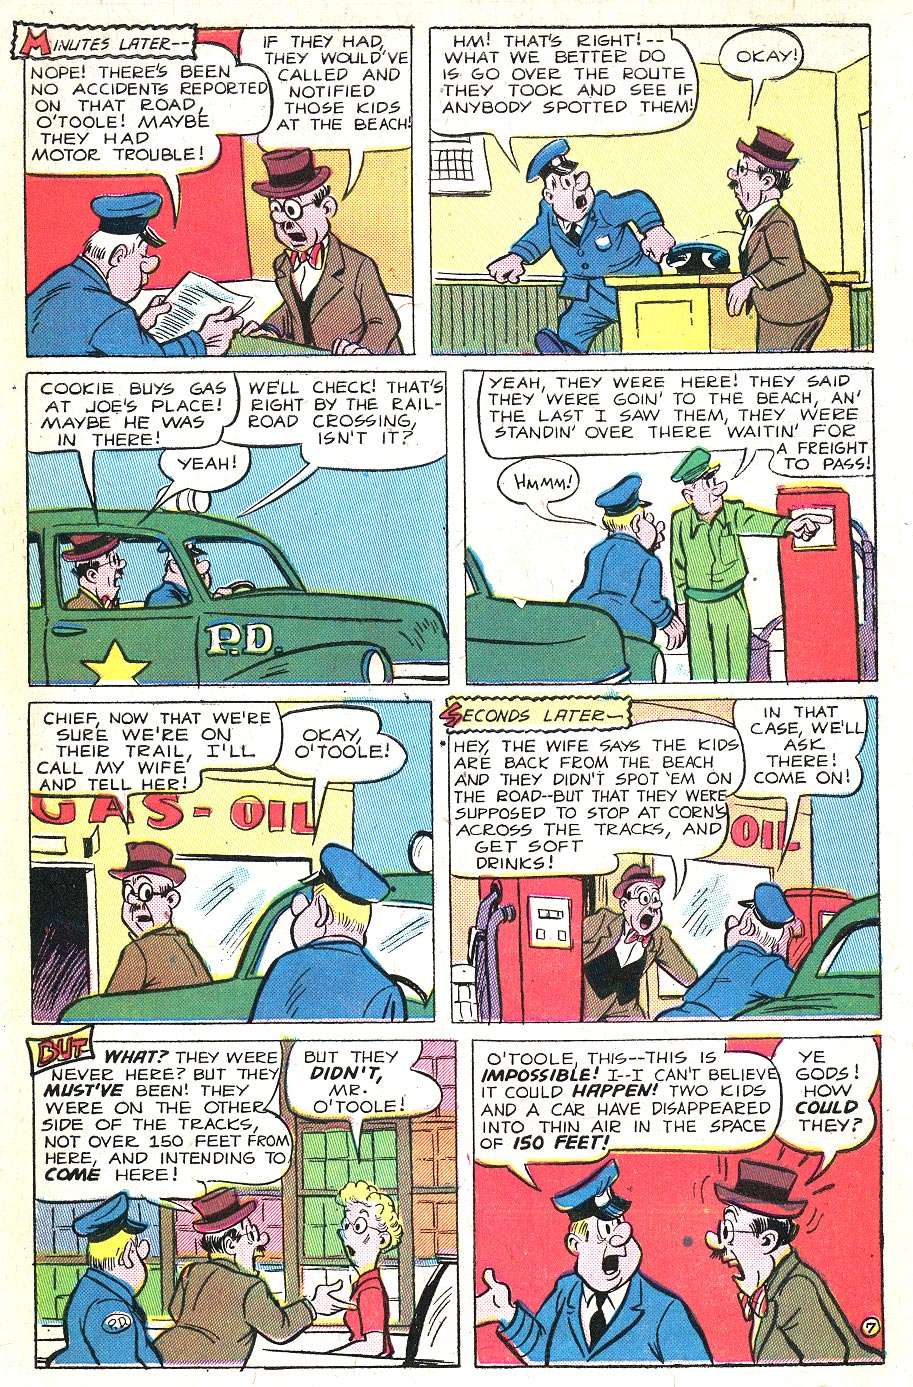 MINUTES LATER--
NOPE! THERE'S BEEN
NO ACCIDENTS REPORTED
ON THAT ROAD,
O'TOOLE! MAYBE
THEY HAD
MOTOR TROUBLE!
IF THEY HAD,
THEY WOULD'VE
CALLED AND
NOTIFIED
THOSE KIDS
AT THE BEACH!
HM! THAT'S RIGHT!--
WHAT WE BETTER DO
IS GO OVER THE ROUTE
THEY TOOK AND SEE IF
ANYBODY SPOTTED THEM!
OKAY!
COOKIE BUYS GAS
AT JOE'S PLACE!
MAYBE HE WAS
IN THERE!
YEAH!
WE'LL CHECK! THAT'S
RIGHT BY THE RAIL-
ROAD CROSSING,
ISN'T IT?
P.D.
YEAH, THEY WERE HERE! THEY SAID
THEY WERE GOIN' TO THE BEACH, AN'
THE LAST I SAW THEM, THEY WERE
STANDIN' OVER THERE WAITIN' FOR
A FREIGHT
TO PASS!
HMMM!
CHIEF, NOW THAT WE'RE
SURE WE'RE ON
THEIR TRAIL, I'LL
CALL MY WIFE
AND TELL HER!
OKAY,
O'TOOLE!
GAS-OIL
SECONDS LATER--
HEY, THE WIFE SAYS THE KIDS
ARE BACK FROM THE BEACH
AND THEY DIDN'T SPOT 'EM ON
THE ROAD--BUT THAT THEY WERE
SUPPOSED TO STOP AT CORN'S
ACROSS THE TRACKS, AND
GET SOFT
DRINKS!
IN THAT
CASE, WE'LL
ASK
THERE!
COME ON!
OIL
BUT
WHAT? THEY WERE
NEVER HERE? BUT THEY
MUST'VE BEEN! THEY
WERE ON THE OTHER
SIDE OF THE TRACKS,
NOT OVER 150 FEET FROM
HERE, AND INTENDING TO
COME HERE!
BUT THEY
DIDN'T,
MR.
O'TOOLE!
P.D.
O'TOOLE, THIS--THIS IS
IMPOSSIBLE! I--I CAN'T BELIEVE
IT COULD HAPPEN! TWO KIDS
AND A CAR HAVE DISAPPEARED
INTO THIN AIR IN THE SPACE
OF 150 FEET!
YE
GODS!
HOW
COULD
THEY?
7